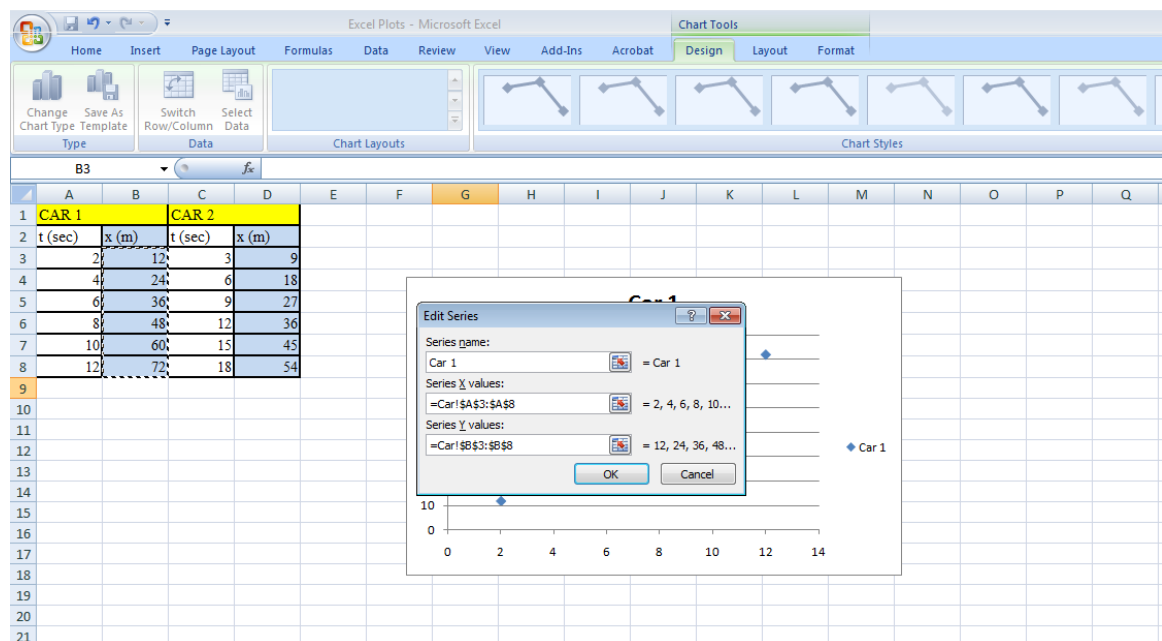 Excel Plots - Microsoft Excel Chart Tools
Home Insert Page Layout Formulas Data Review View Add-Ins Acrobat Design Layout Format
Change Chart Type Save As Template Switch Row/Column Select Data
Type Data Chart Layouts Chart Styles
B3 fx
A B C D E F G H I J K L M N O P Q
1 CAR 1 CAR 2
2 t (sec) x (m) t (sec) x (m)
3 2 12 3 9
4 4 24 6 18
5 6 36 9 27
6 8 48 12 36
7 10 60 15 45
8 12 72 18 54
9
10
11
12
13
14
15
16
17
18
19
20
21
Car 1
Edit Series
Series name:
Car 1 = Car 1
Series X values:
=Car!$A$3:$A$8 = 2, 4, 6, 8, 10...
Series Y values:
=Car!$B$3:$B$8 = 12, 24, 36, 48...
OK Cancel
Car 1
10
0
0 2 4 6 8 10 12 14